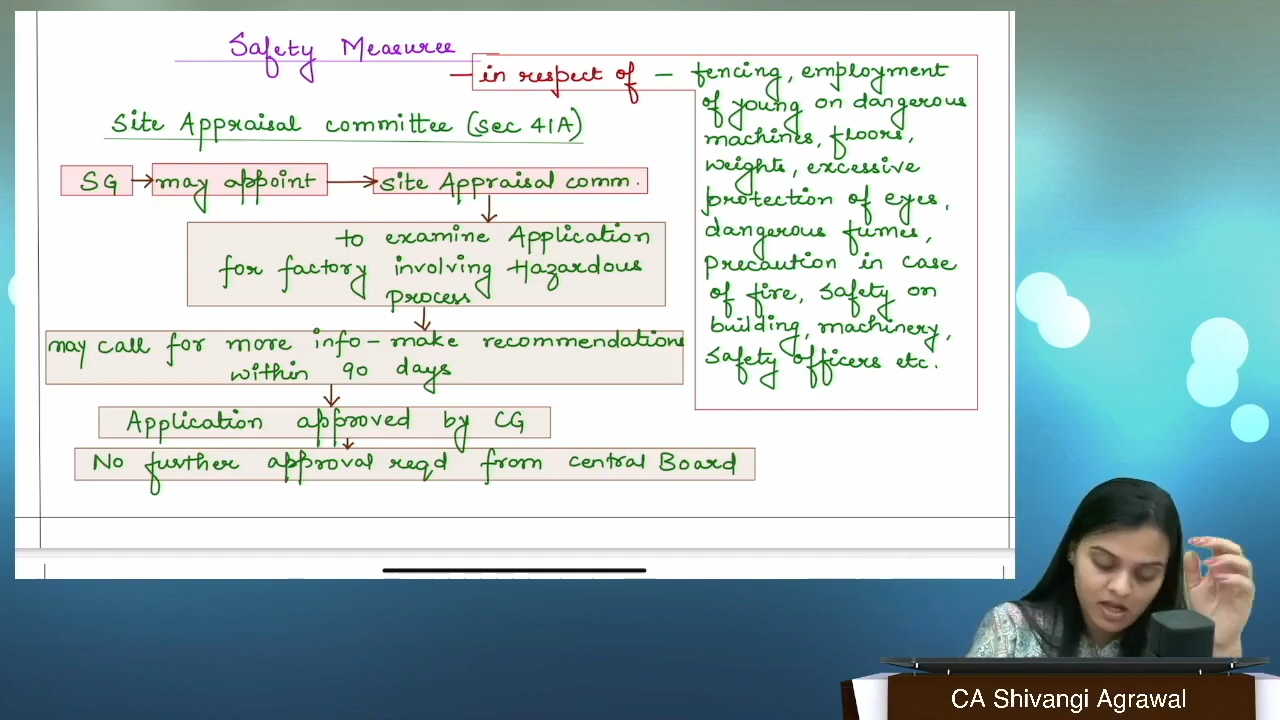 Safety Measures
— in respect of —
fencing, employment
of young on dangerous
machines, floors,
weights, excessive
protection of eyes,
dangerous fumes,
precaution in case
of fire, safety on
building, machinery,
safety officers etc.
Site Appraisal committee (sec 41A)
SG → may appoint → site Appraisal comm.
to examine Application
for factory involving Hazardous
process
may call for more info – make recommendations
within 90 days
Application approved by CG
No further approval reqd from central Board
CA Shivangi Agrawal